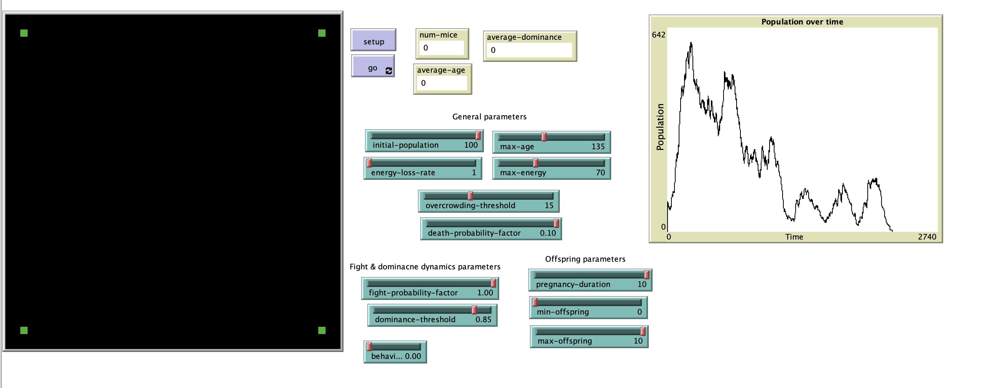 setup
go
num-mice
0
average-dominance
0
average-age
0
General parameters
initial-population 100
max-age 135
energy-loss-rate 1
max-energy 70
overcrowding-threshold 15
death-probability-factor 0.10
Fight & dominacne dynamics parameters
fight-probability-factor 1.00
dominance-threshold 0.85
behavi... 0.00
Offspring parameters
pregnancy-duration 10
min-offspring 0
max-offspring 10
Population over time
642
Population
0
0 Time 2740